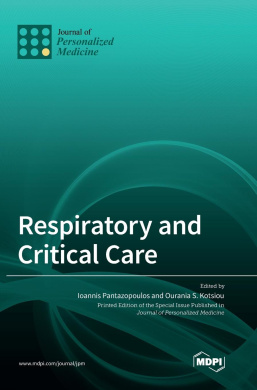 Journal of
Personalized
Medicine
Respiratory and
Critical Care
Edited by
Ioannis Pantazopoulos and Ourania S. Kotsiou
Printed Edition of the Special Issue Published in
Journal of Personalized Medicine
www.mdpi.com/journal/jpm
MDPI